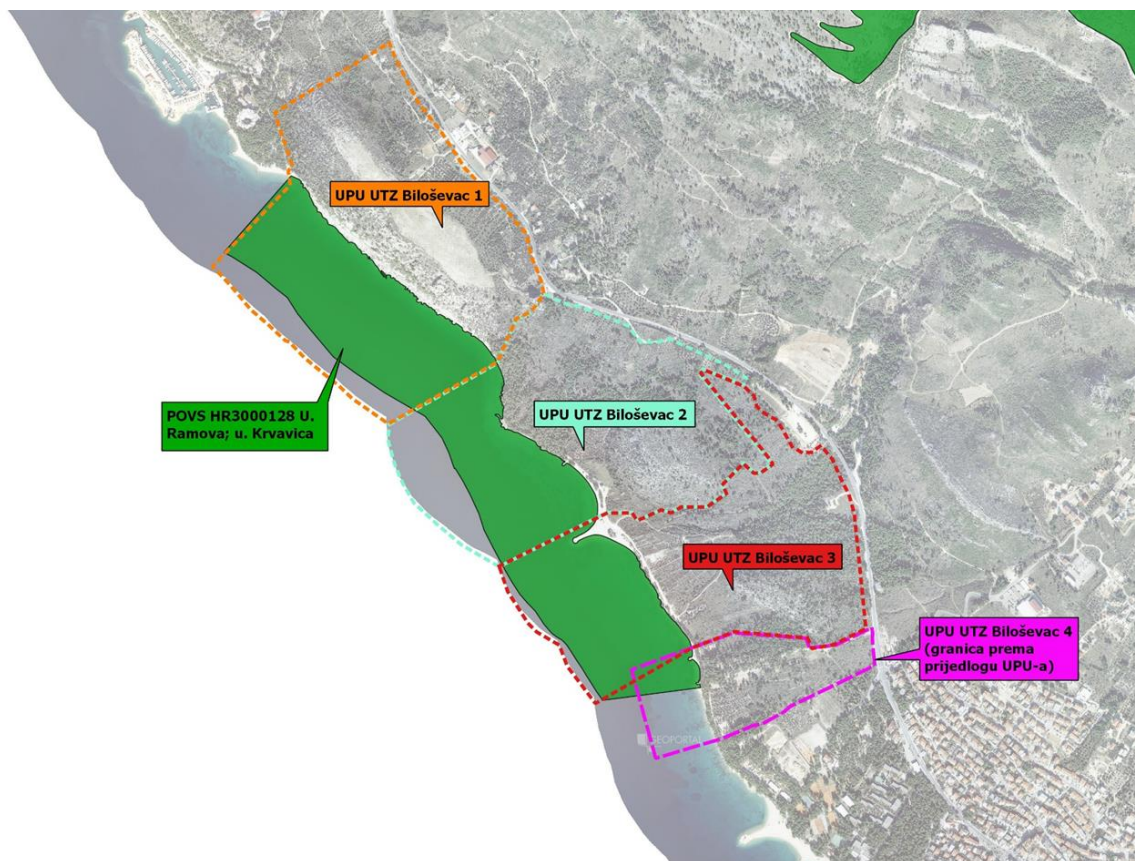 UPU UTZ Biloševac 1
UPU UTZ Biloševac 2
POVS HR3000128 U.
Ramova; u. Krvavica
UPU UTZ Biloševac 3
UPU UTZ Biloševac 4
(granica prema
prijedlogu UPU-a)
GEOPORTAL